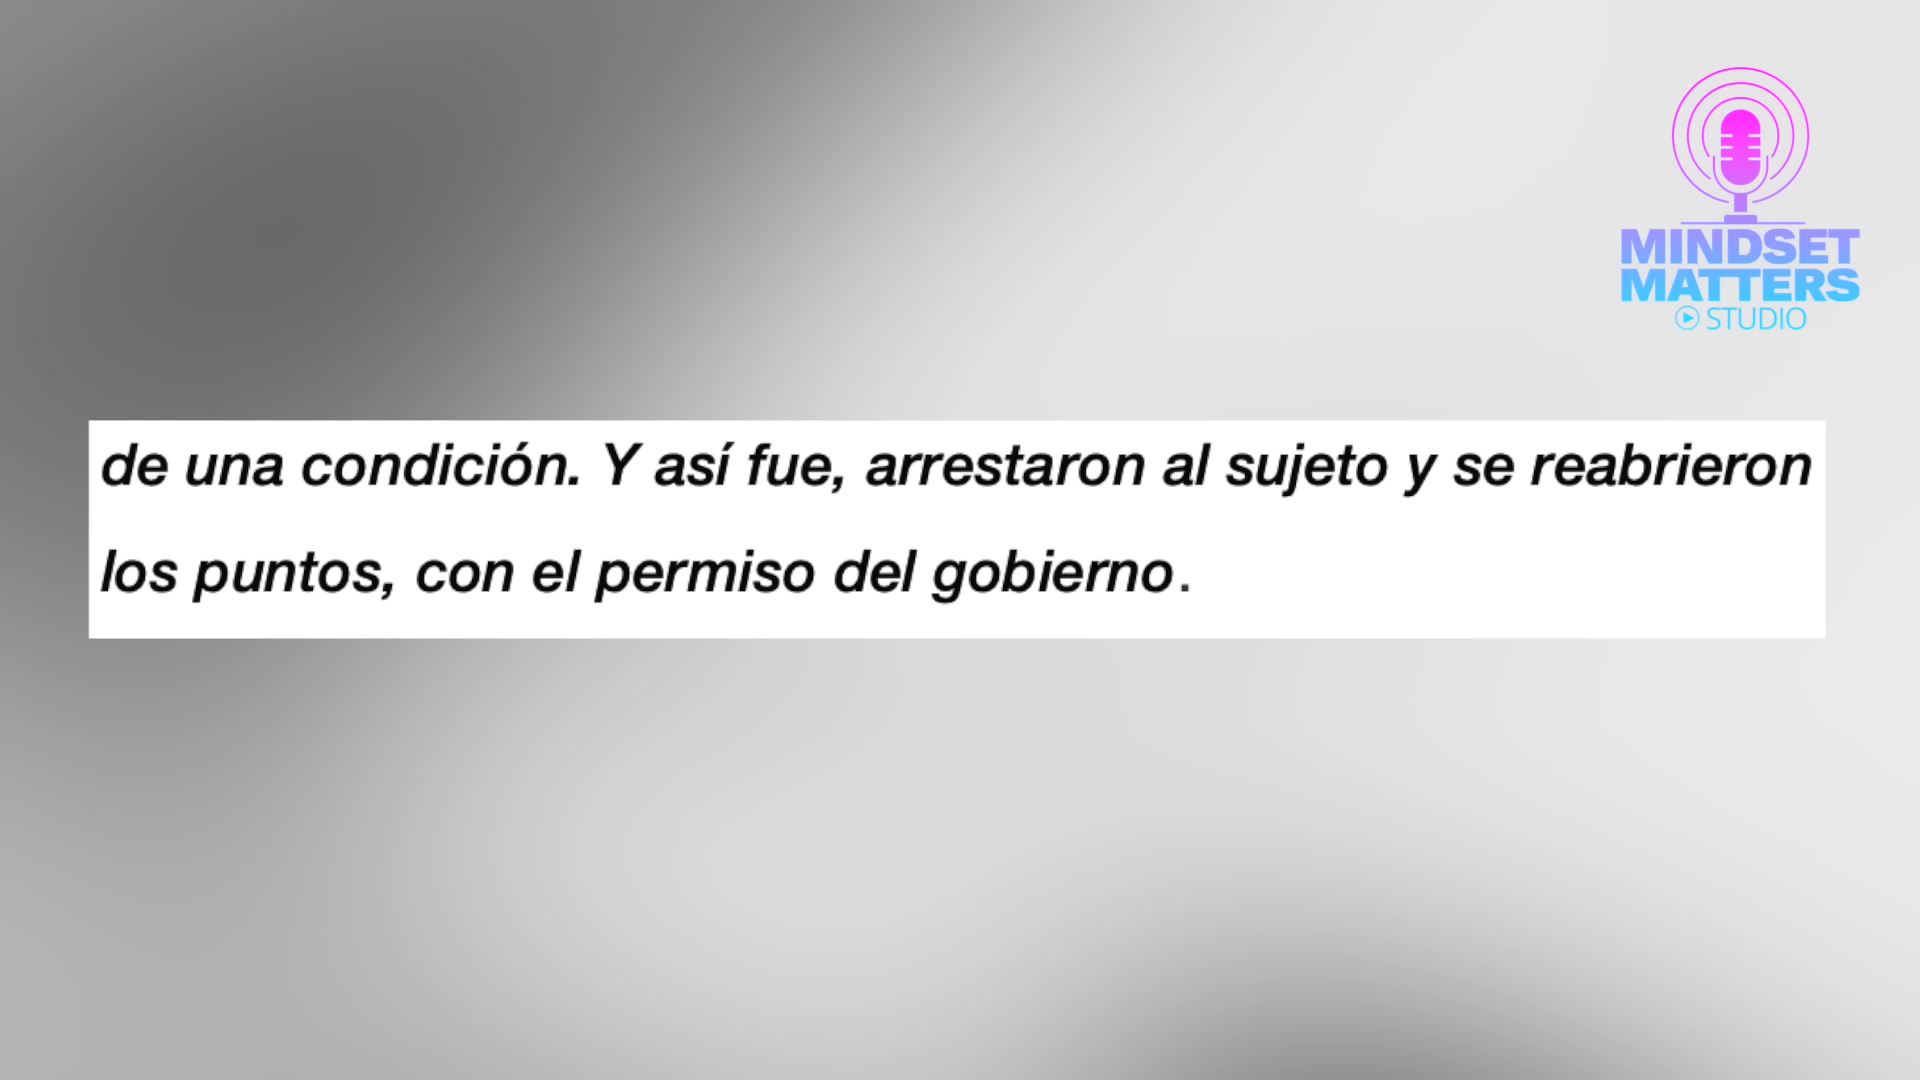 MINDSET
MATTERS
STUDIO
de una condición. Y así fue, arrestaron al sujeto y se reabrieron
los puntos, con el permiso del gobierno.